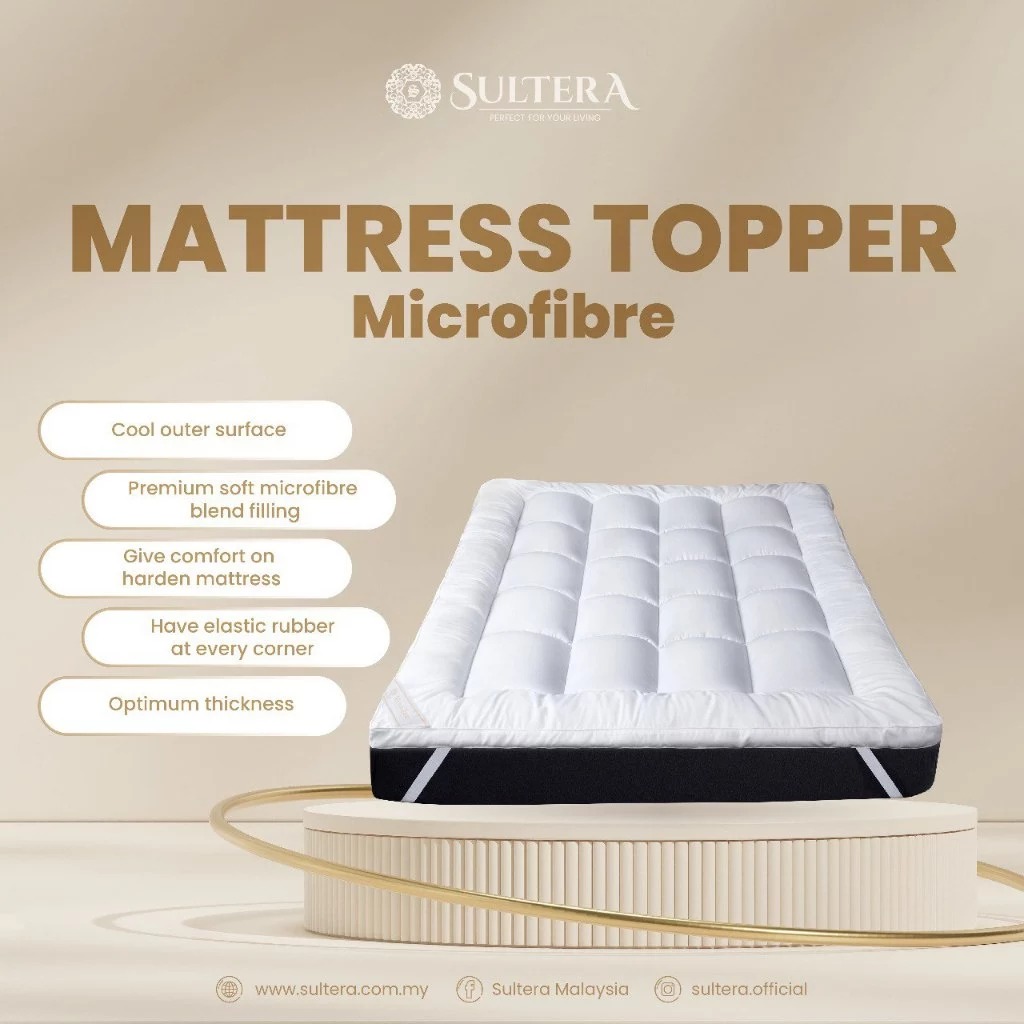 SULTERA
PERFECT FOR YOUR LIVING
MATTRESS TOPPER
Microfibre
Cool outer surface
Premium soft microfibre
blend filling
Give comfort on
harden mattress
Have elastic rubber
at every corner
Optimum thickness
www.sultera.com.my
Sultera Malaysia
sultera.official